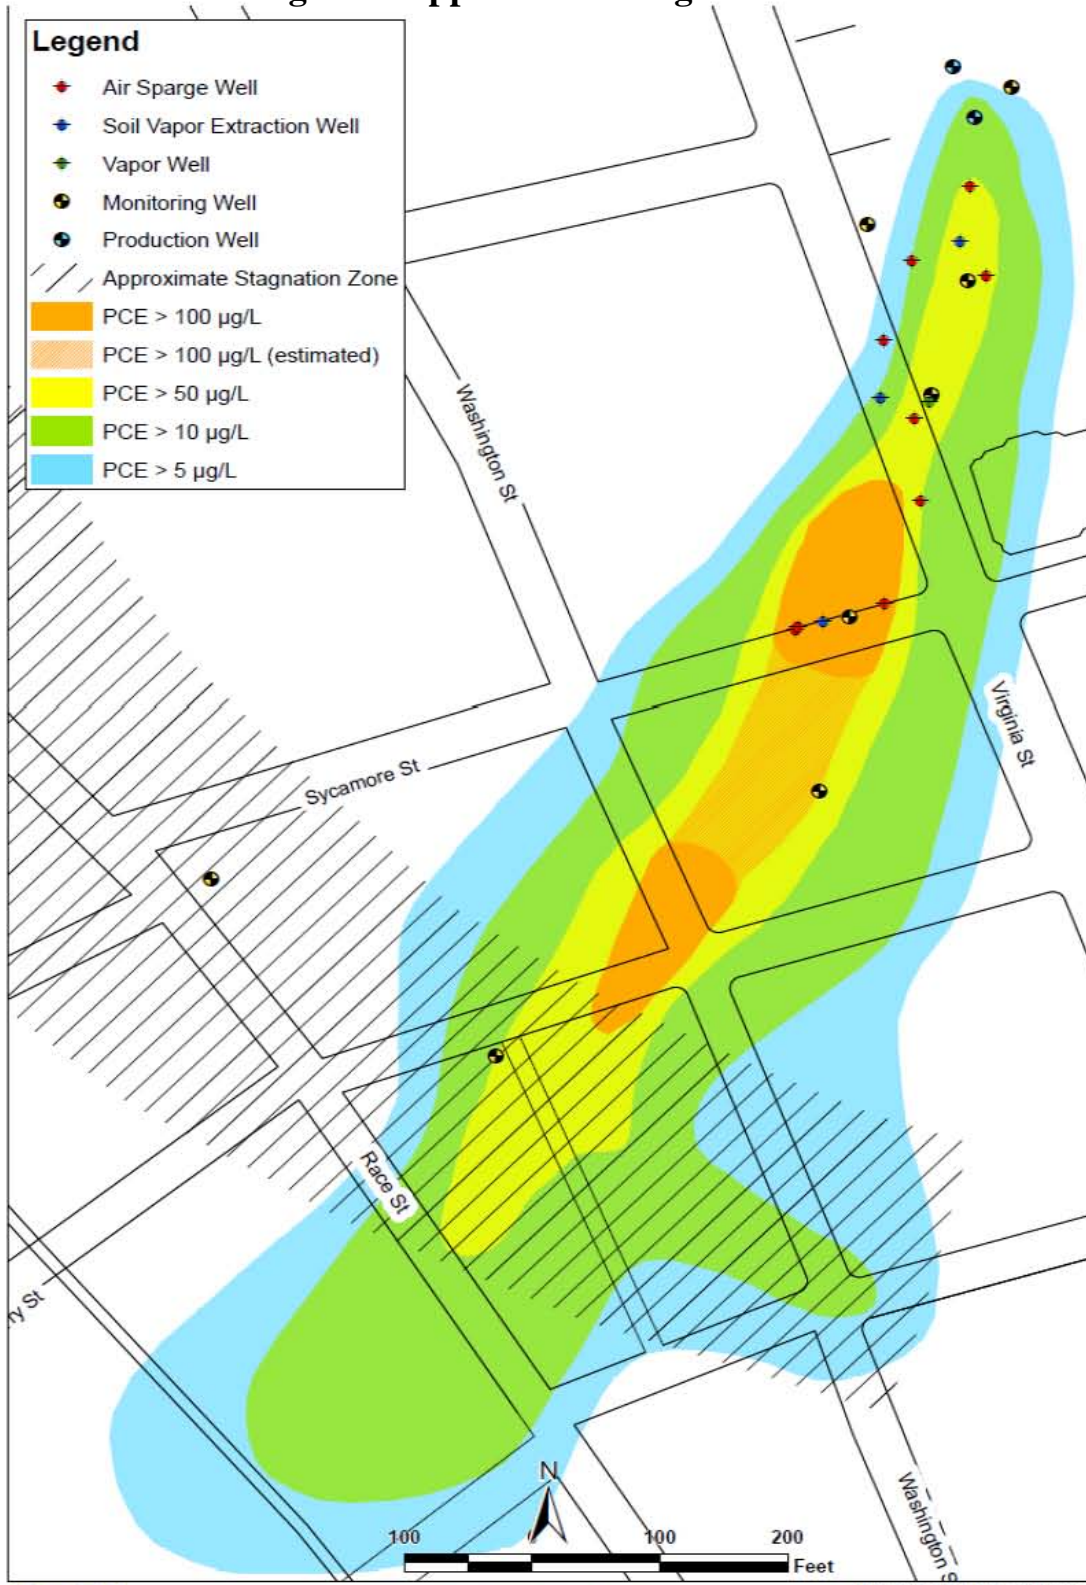 Legend
Air Sparge Well
Soil Vapor Extraction Well
Vapor Well
Monitoring Well
Production Well
Approximate Stagnation Zone
PCE > 100 µg/L
PCE > 100 µg/L (estimated)
PCE > 50 µg/L
PCE > 10 µg/L
PCE > 5 µg/L
Washington St
Virginia St
Sycamore St
Race St
ry St
Washington S
N
100 0 100 200
Feet